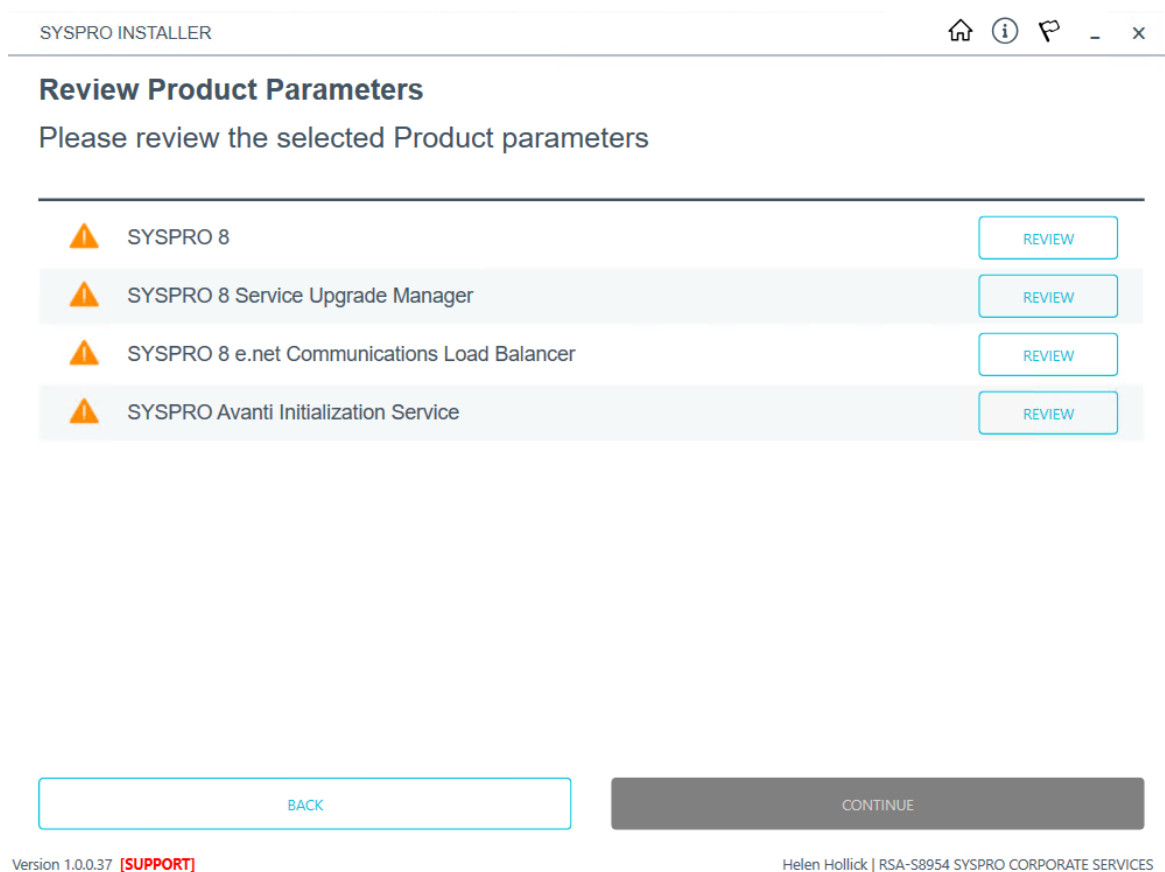 SYSPRO INSTALLER
Review Product Parameters
Please review the selected Product parameters
SYSPRO 8 REVIEW
SYSPRO 8 Service Upgrade Manager REVIEW
SYSPRO 8 e.net Communications Load Balancer REVIEW
SYSPRO Avanti Initialization Service REVIEW
BACK CONTINUE
Version 1.0.0.37 [SUPPORT] Helen Hollick | RSA-S8954 SYSPRO CORPORATE SERVICES